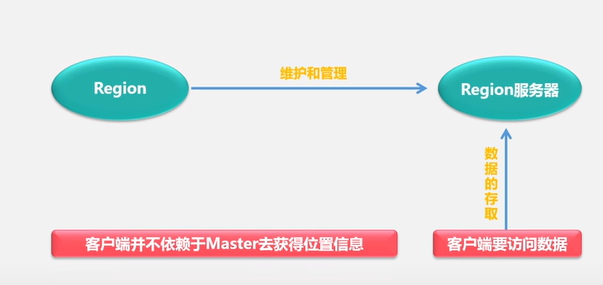 维护和管理
Region
Region服务器
数据的存取
客户端并不依赖于Master去获得位置信息
客户端要访问数据